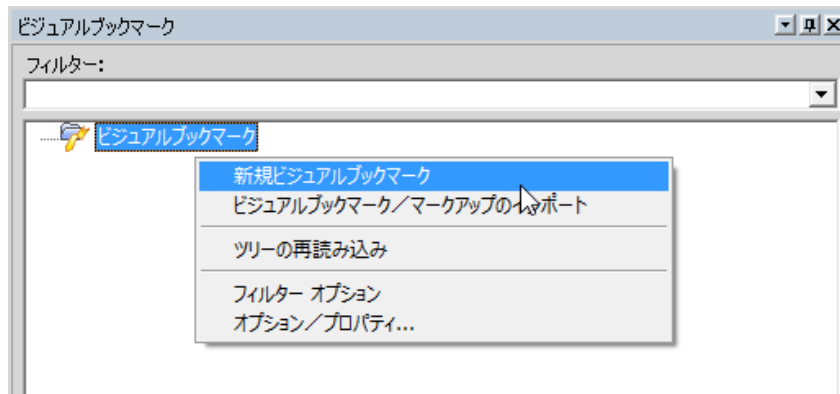 ビジュアルブックマーク
フィルター:
ビジュアルブックマーク
新規ビジュアルブックマーク
ビジュアルブックマーク／マークアップのインポート
ツリーの再読み込み
フィルター オプション
オプション／プロパティ...